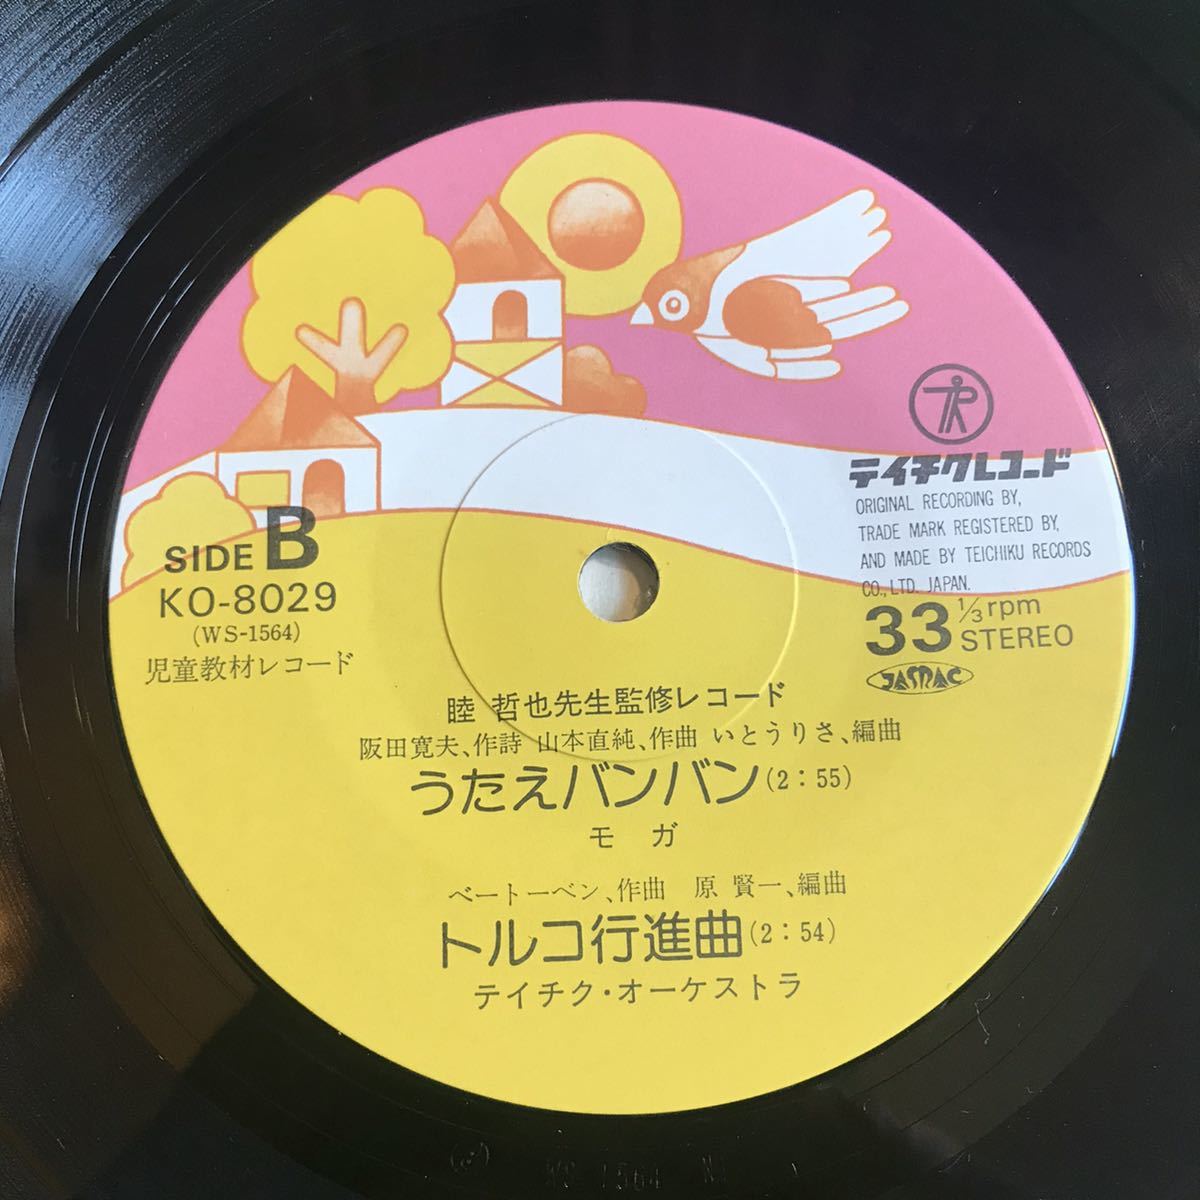 テイチクレコード
ORIGINAL RECORDING BY,
TRADE MARK REGISTERED BY,
AND MADE BY TEICHIKU RECORDS
CO., LTD. JAPAN.
SIDE B
KO-8029
(WS-1564)
児童教材レコード
33 1/3 rpm
STEREO
JASRAC
睦 哲也先生監修レコード
阪田寛夫、作詩 山本直純、作曲 いとうりさ、編曲
うたえバンバン(2:55)
モガ
ベートーベン、作曲 原 賢一、編曲
トルコ行進曲(2:54)
テイチク・オーケストラ